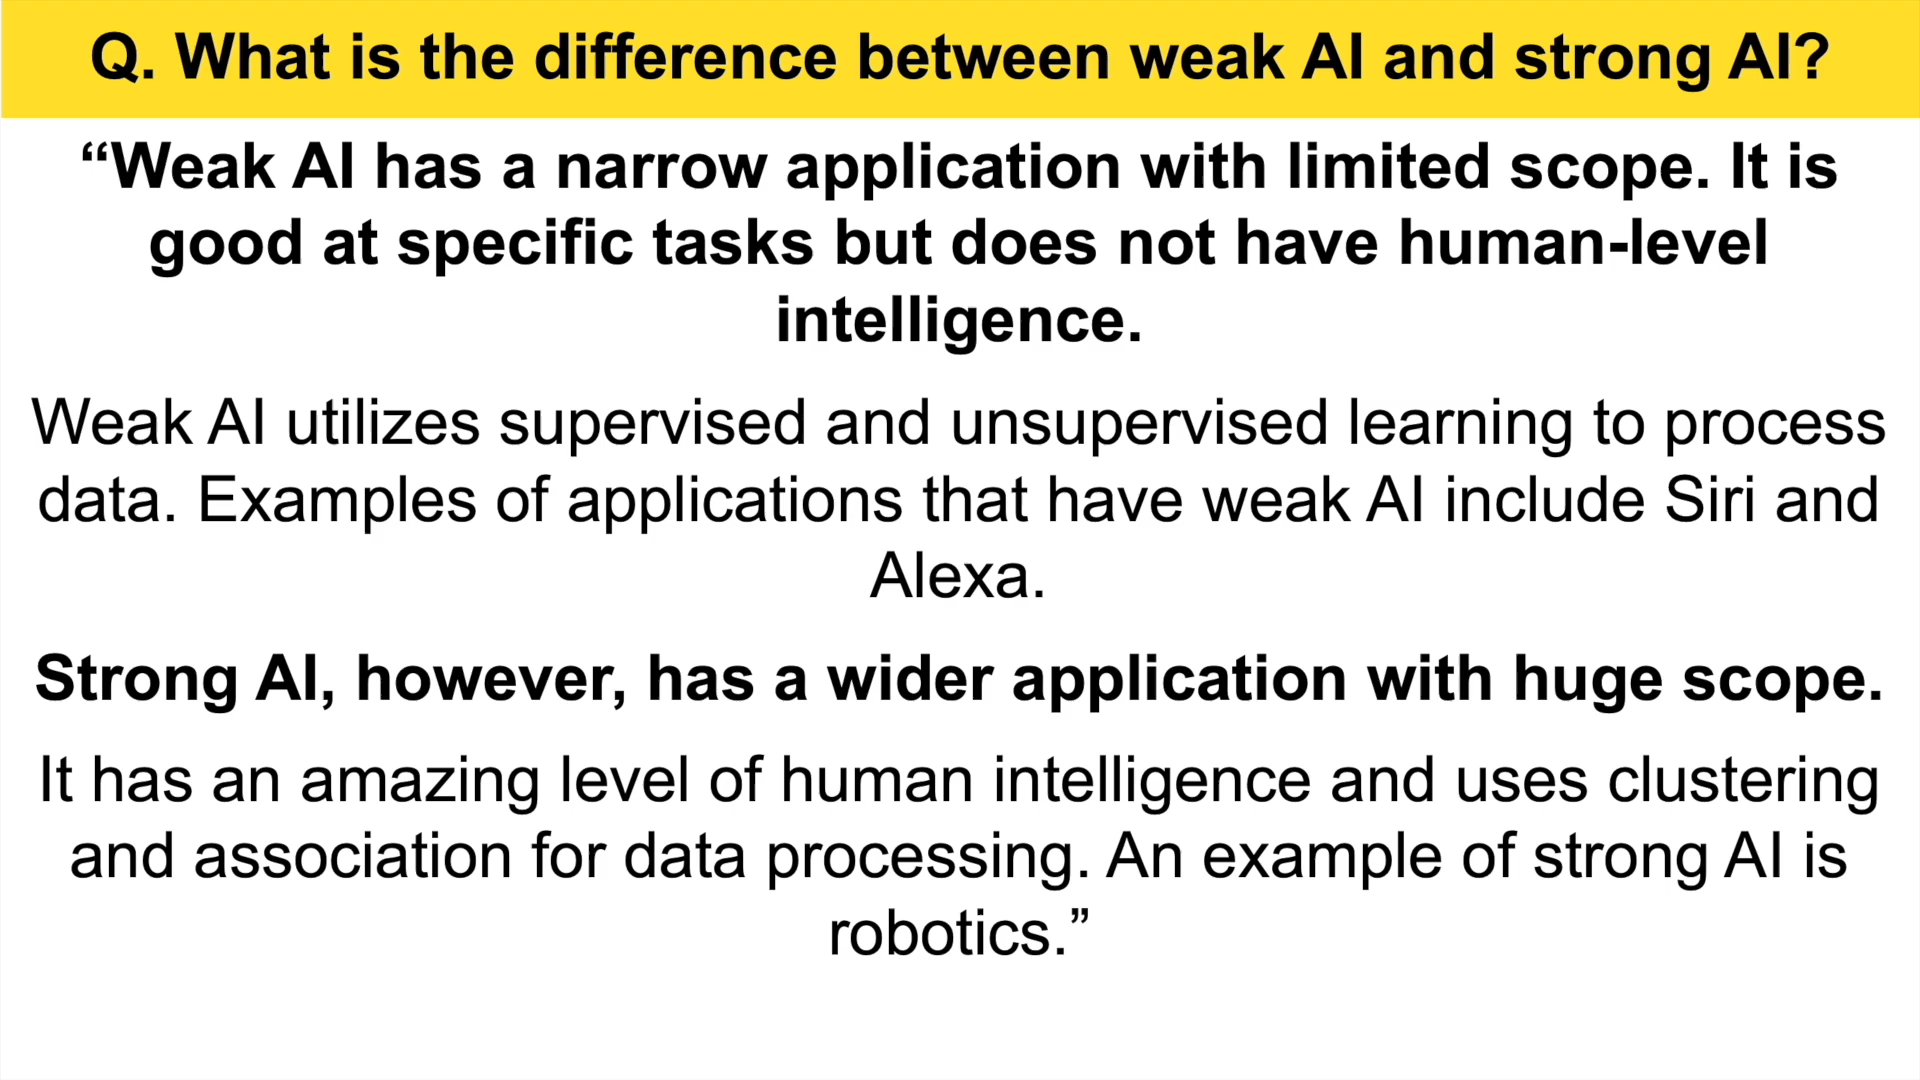 Q. What is the difference between weak AI and strong AI?
“Weak AI has a narrow application with limited scope. It is
good at specific tasks but does not have human-level
intelligence.
Weak AI utilizes supervised and unsupervised learning to process
data. Examples of applications that have weak AI include Siri and
Alexa.
Strong AI, however, has a wider application with huge scope.
It has an amazing level of human intelligence and uses clustering
and association for data processing. An example of strong AI is
robotics.”